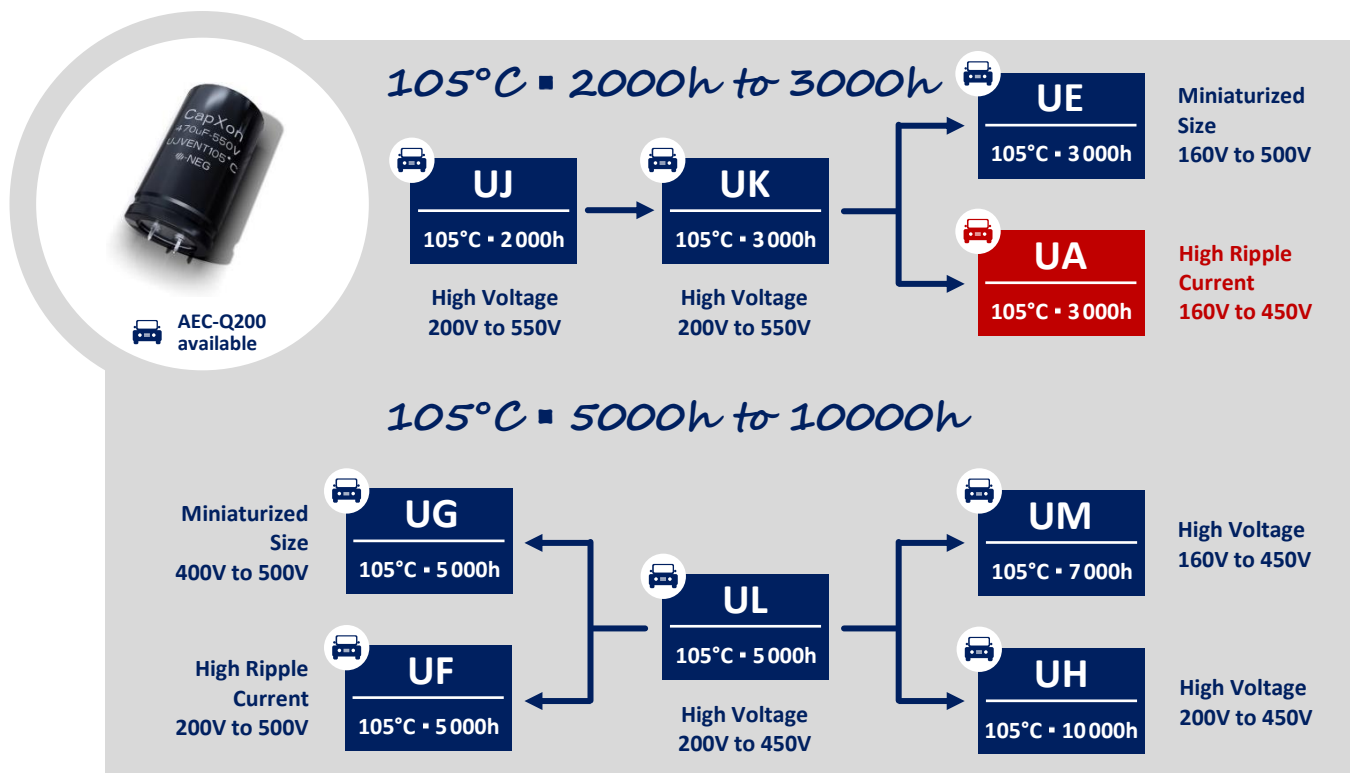 CapXon
470uF-550V
UJVENT105°C
-NEG
AEC-Q200
available
105°C ▪ 2000h to 3000h
UJ
105°C ▪ 2000h
High Voltage
200V to 550V
UK
105°C ▪ 3000h
High Voltage
200V to 550V
UE
105°C ▪ 3000h
Miniaturized
Size
160V to 500V
UA
105°C ▪ 3000h
High Ripple
Current
160V to 450V
105°C ▪ 5000h to 10000h
Miniaturized
Size
400V to 500V
UG
105°C ▪ 5000h
High Ripple
Current
200V to 500V
UF
105°C ▪ 5000h
UL
105°C ▪ 5000h
High Voltage
200V to 450V
UM
105°C ▪ 7000h
High Voltage
160V to 450V
UH
105°C ▪ 10000h
High Voltage
200V to 450V